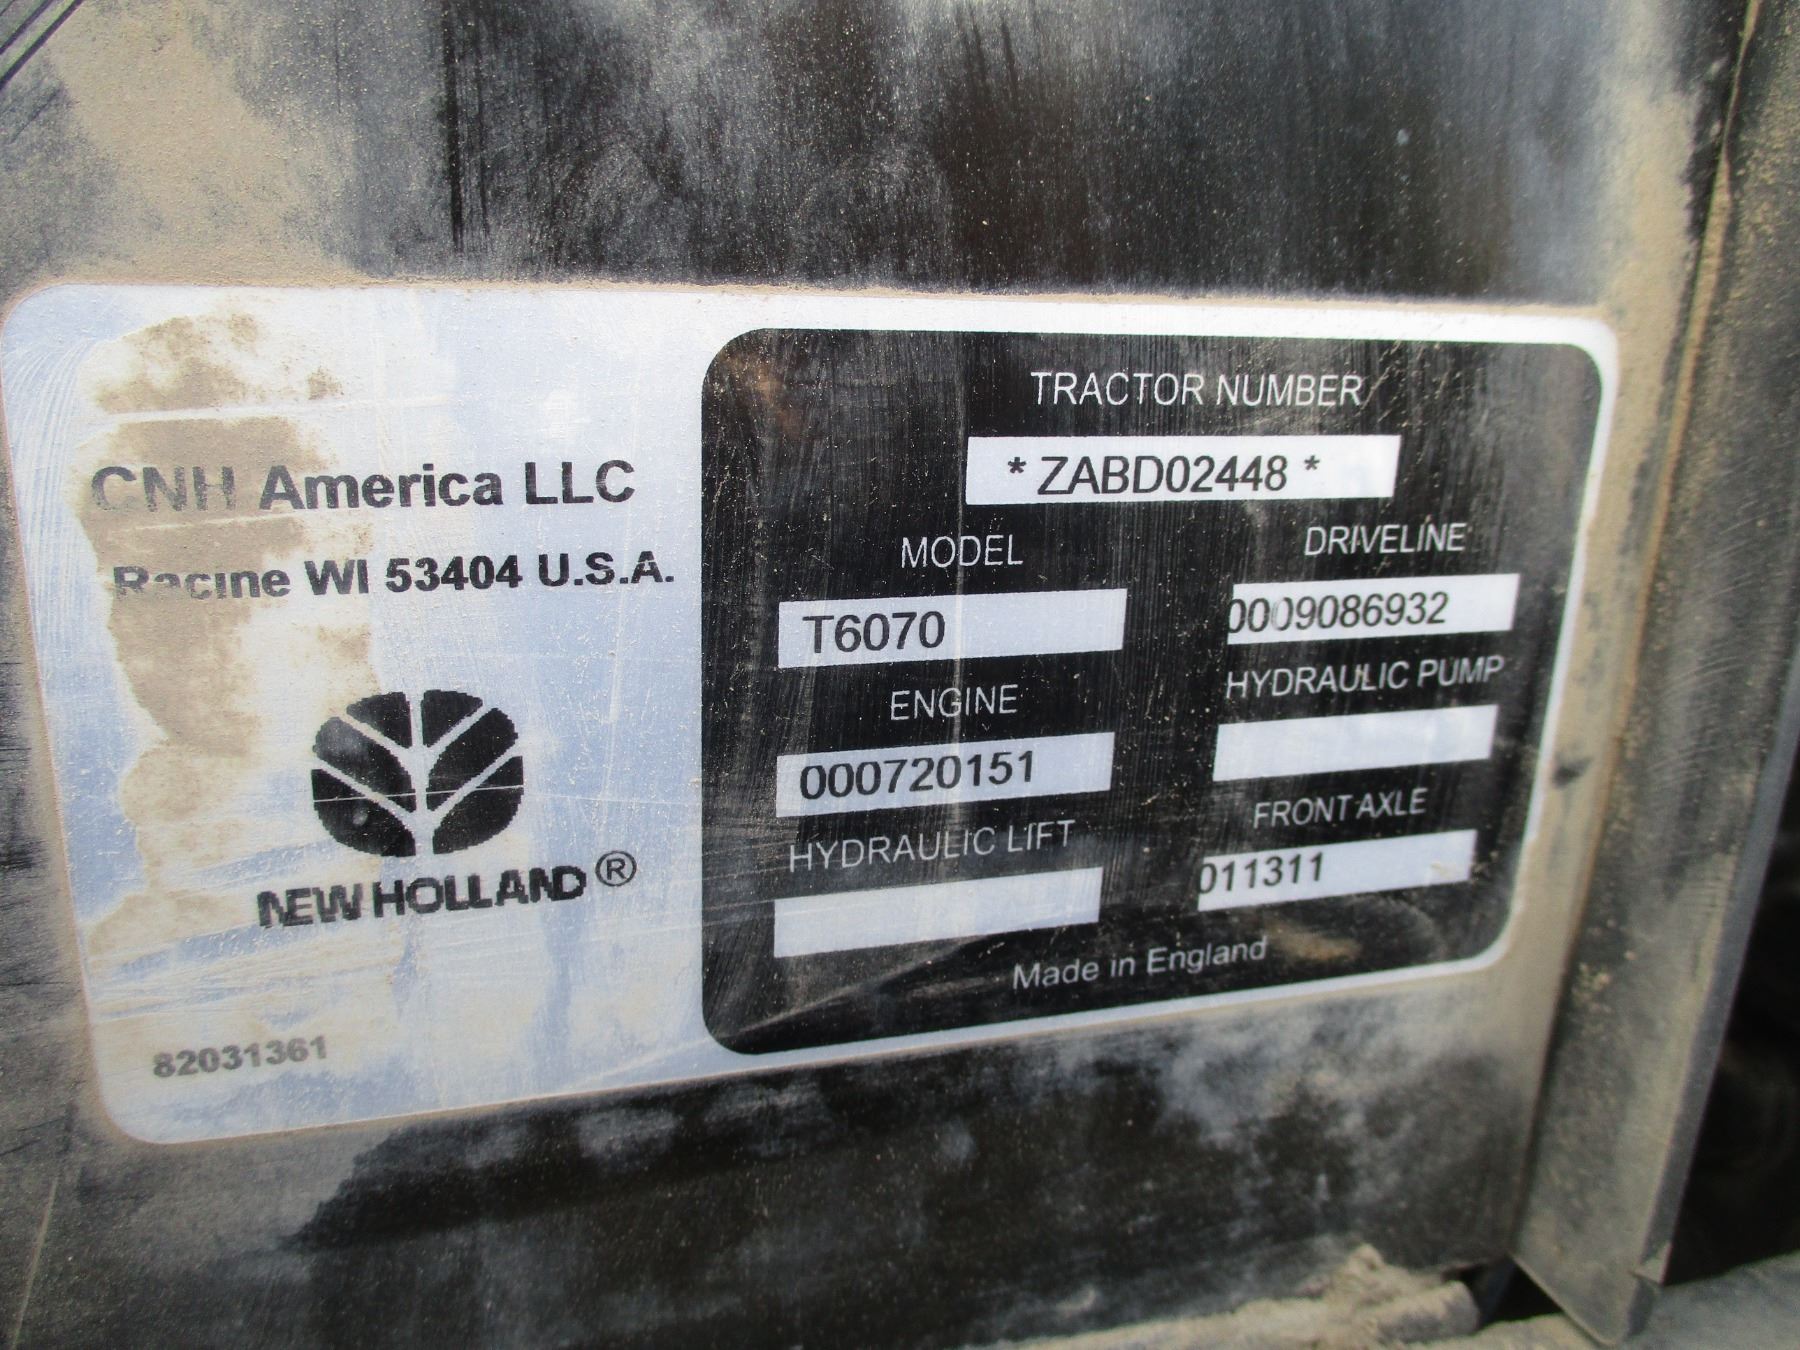 CNH America LLC
Racine WI 53404 U.S.A.
NEW HOLLAND®
82031361
TRACTOR NUMBER
* ZABD02448 *
MODEL
T6070
DRIVELINE
0009086932
ENGINE
000720151
HYDRAULIC PUMP
HYDRAULIC LIFT
FRONT AXLE
011311
Made in England